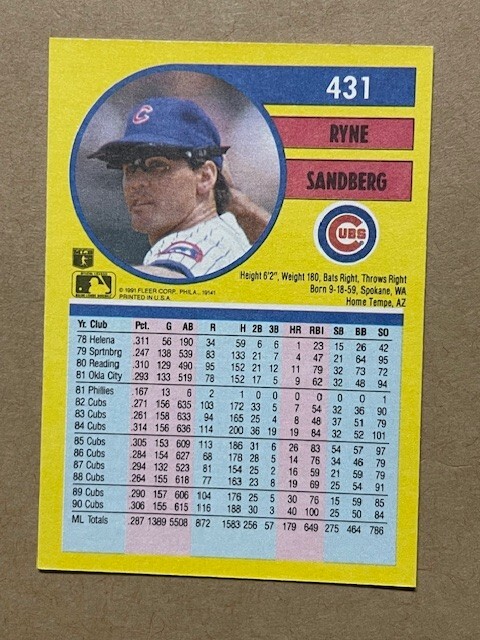 431
RYNE
SANDBERG
C
CUBS
Height 6'2", Weight 180, Bats Right, Throws Right
Born 9-18-59, Spokane, WA
Home Tempe, AZ
© 1991 FLEER CORP., PHILA., 19141
PRINTED IN U.S.A.
Yr. Club Pct. G AB R H 2B 3B HR RBI SB BB SO
78 Helena .311 56 190 34 59 6 6 1 23 15 26 42
79 Sprtnbrg .247 138 539 83 133 21 7 4 47 21 64 95
80 Reading .310 129 490 95 152 21 12 11 79 32 73 72
81 Okla City .293 133 519 78 152 17 5 9 62 32 48 94
81 Phillies .167 13 6 2 1 0 0 0 0 0 0 1
82 Cubs .271 156 635 103 172 33 5 7 54 32 36 90
83 Cubs .261 158 633 94 165 25 4 8 48 37 51 79
84 Cubs .314 156 636 114 200 36 19 19 84 32 52 101
85 Cubs .305 153 609 113 186 31 6 26 83 54 57 97
86 Cubs .284 154 627 68 178 28 5 14 76 34 46 79
87 Cubs .294 132 523 81 154 25 2 16 59 21 59 79
88 Cubs .264 155 618 77 163 23 8 19 69 25 54 91
89 Cubs .290 157 606 104 176 25 5 30 76 15 59 85
90 Cubs .306 155 615 116 188 30 3 40 100 25 50 84
ML Totals .287 1389 5508 872 1583 256 57 179 649 275 464 786